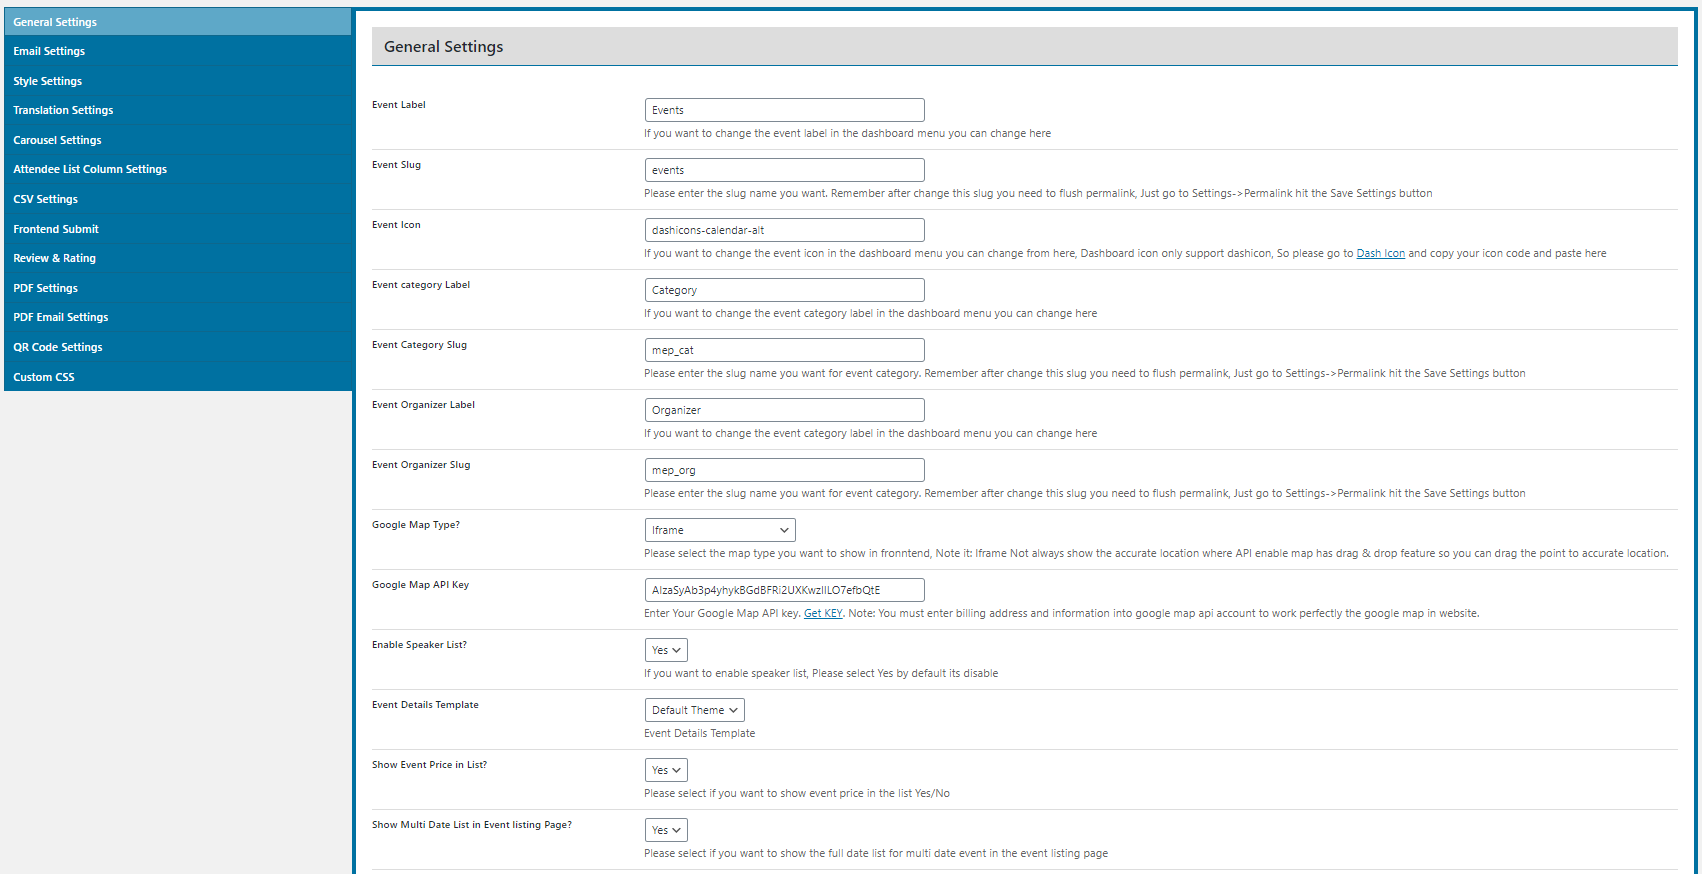 General Settings
Email Settings
Style Settings
Translation Settings
Carousel Settings
Attendee List Column Settings
CSV Settings
Frontend Submit
Review & Rating
PDF Settings
PDF Email Settings
QR Code Settings
Custom CSS
General Settings
Event Label
Events
If you want to change the event label in the dashboard menu you can change here
Event Slug
events
Please enter the slug name you want. Remember after change this slug you need to flush permalink, Just go to Settings->Permalink hit the Save Settings button
Event Icon
dashicons-calendar-alt
If you want to change the event icon in the dashboard menu you can change from here, Dashboard icon only support dashicon, So please go to Dash Icon and copy your icon code and paste here
Event category Label
Category
If you want to change the event category label in the dashboard menu you can change here
Event Category Slug
mep_cat
Please enter the slug name you want for event category. Remember after change this slug you need to flush permalink, Just go to Settings->Permalink hit the Save Settings button
Event Organizer Label
Organizer
If you want to change the event category label in the dashboard menu you can change here
Event Organizer Slug
mep_org
Please enter the slug name you want for event category. Remember after change this slug you need to flush permalink, Just go to Settings->Permalink hit the Save Settings button
Google Map Type?
Iframe
Please select the map type you want to show in fronntend, Note it: Iframe Not always show the accurate location where API enable map has drag & drop feature so you can drag the point to accurate location.
Google Map API Key
Enter Your Google Map API key. Get KEY. Note: You must enter billing address and information into google map api account to work perfectly the google map in website.
Enable Speaker List?
Yes
If you want to enable speaker list, Please select Yes by default its disable
Event Details Template
Default Theme
Event Details Template
Show Event Price in List?
Yes
Please select if you want to show event price in the list Yes/No
Show Multi Date List in Event listing Page?
Yes
Please select if you want to show the full date list for multi date event in the event listing page